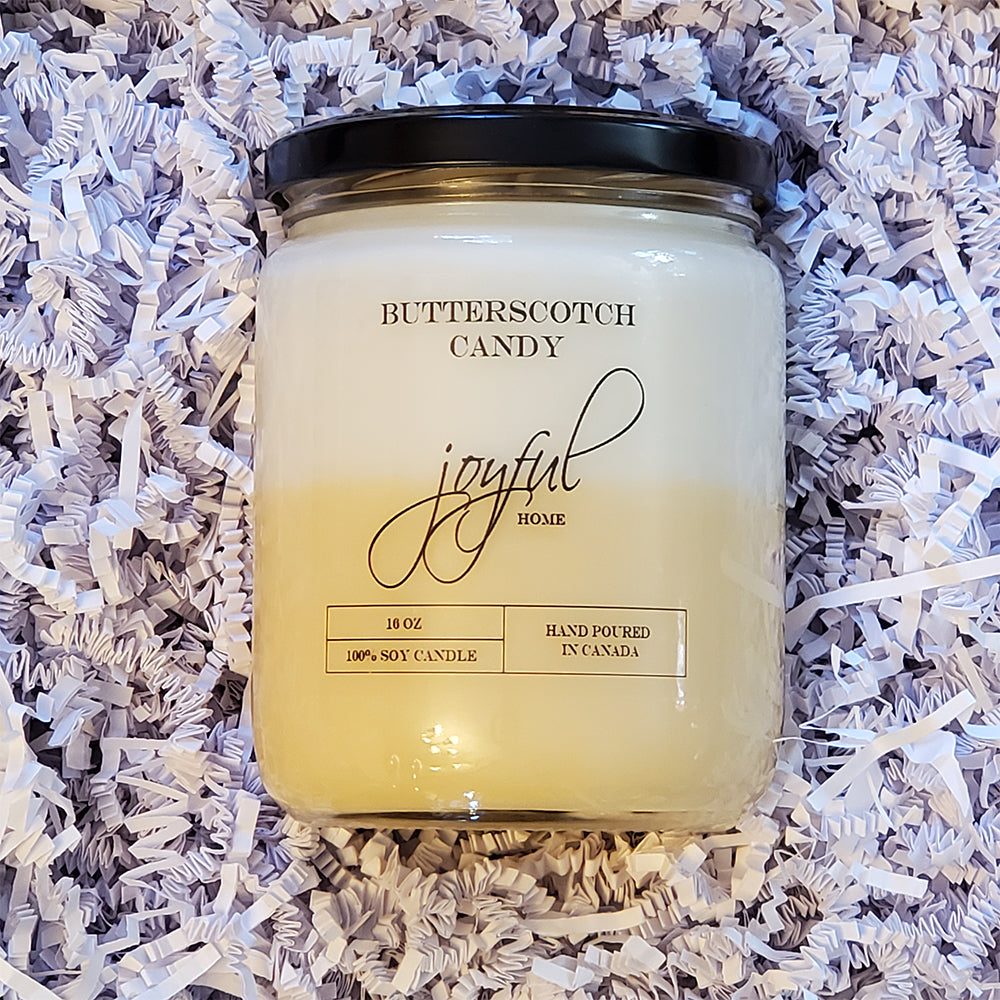 BUTTERSCOTCH
CANDY
joyful
HOME
16 OZ
100% SOY CANDLE
HAND POURED
IN CANADA